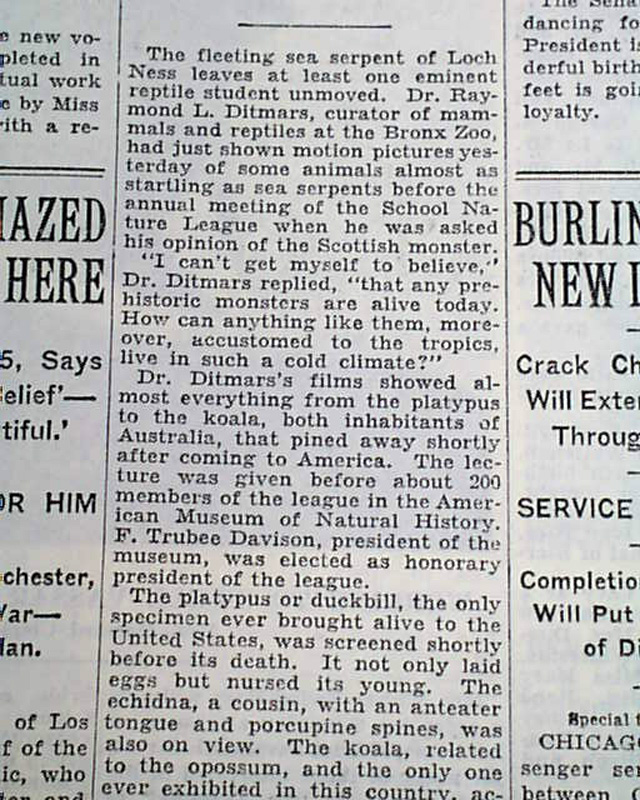 e new vo-
pleted in
tual work
e by Miss
ith a re-
MAZED
HERE
5, Says
elief'—
tiful.'
OR HIM
chester,
Var—
lan.
of Los
f of the
ic, who
The fleeting sea serpent of Loch
Ness leaves at least one eminent
reptile student unmoved. Dr. Ray-
mond L. Ditmars, curator of mam-
mals and reptiles at the Bronx Zoo,
had just shown motion pictures yes-
terday of some animals almost as
startling as sea serpents before the
annual meeting of the School Na-
ture League when he was asked
his opinion of the Scottish monster.
"I can't get myself to believe,"
Dr. Ditmars replied, "that any pre-
historic monsters are alive today.
How can anything like them, more-
over, accustomed to the tropics,
live in such a cold climate?"
Dr. Ditmars's films showed al-
most everything from the platypus
to the koala, both inhabitants of
Australia, that pined away shortly
after coming to America. The lec-
ture was given before about 200
members of the league in the Amer-
ican Museum of Natural History.
F. Trubee Davison, president of the
museum, was elected as honorary
president of the league.
The platypus or duckbill, the only
specimen ever brought alive to the
United States, was screened shortly
before its death. It not only laid
eggs but nursed its young. The
echidna, a cousin, with an anteater
tongue and porcupine spines, was
also on view. The koala, related
to the opossum, and the only one
ever exhibited in this country, ac-
The Sena
dancing fo
President is
derful birth
feet is goin
loyalty.
BURLIN
NEW
Crack Ch
Will Exte
Throug
SERVICE
Completio
Will Put
of Di
Special t
CHICAG
senger ser
between